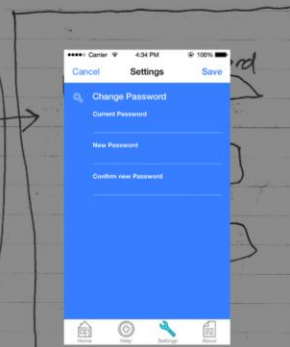 Carrier 4:34 PM 100%
Cancel Settings Save
Change Password
Current Password
New Password
Confirm new Password
Home Help Settings About